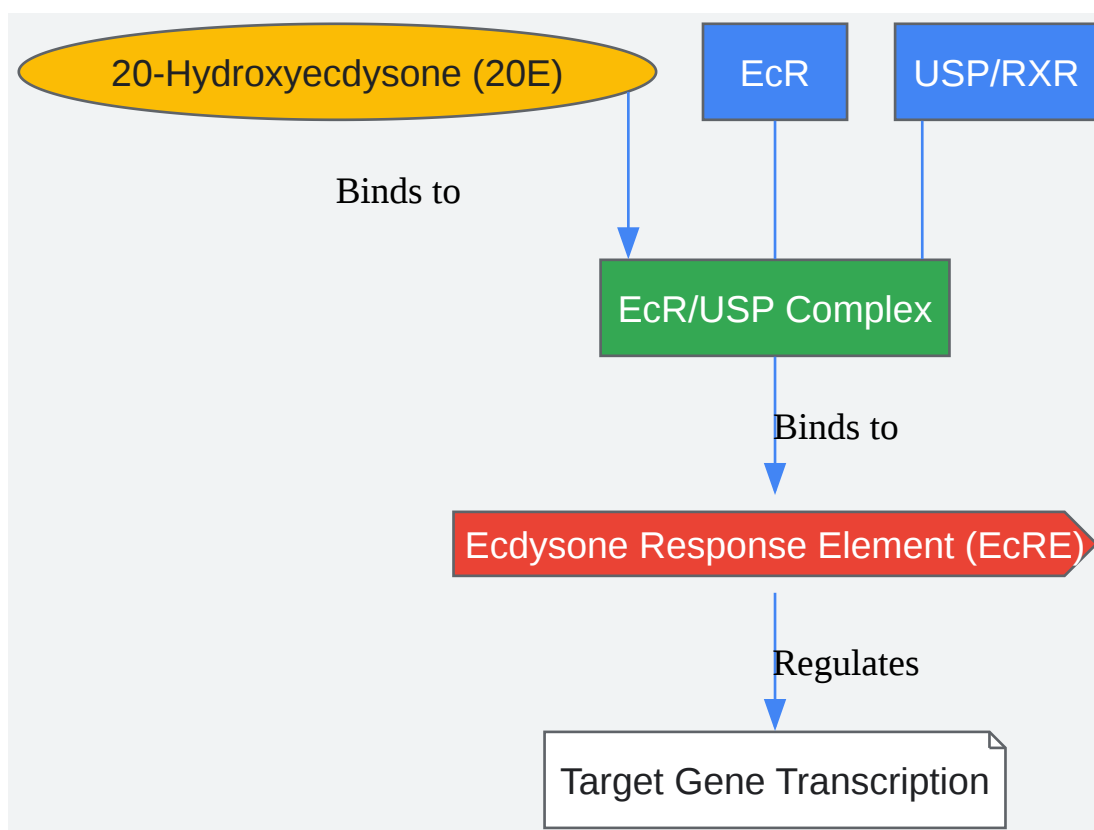 20-Hydroxyecdysone (20E)
EcR
USP/RXR
Binds to
EcR/USP Complex
Binds to
Ecdysone Response Element (EcRE)
Regulates
Target Gene Transcription